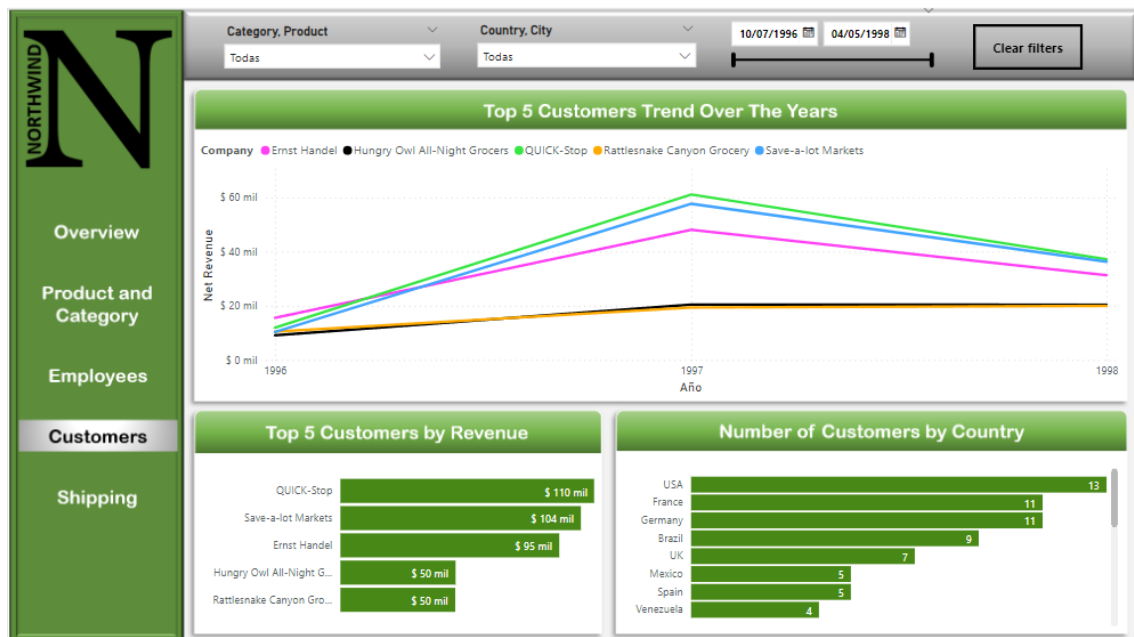 NORTHWIND
N
Overview
Product and
Category
Employees
Customers
Shipping
Category, Product
Todas
Country, City
Todas
10/07/1996
04/05/1998
Clear filters
Top 5 Customers Trend Over The Years
Company Ernst Handel Hungry Owl All-Night Grocers QUICK-Stop Rattlesnake Canyon Grocery Save-a-lot Markets
Net Revenue
$ 60 mil
$ 40 mil
$ 20 mil
$ 0 mil
1996 1997 1998
Año
Top 5 Customers by Revenue
QUICK-Stop $ 110 mil
Save-a-lot Markets $ 104 mil
Ernst Handel $ 95 mil
Hungry Owl All-Night G... $ 50 mil
Rattlesnake Canyon Gro... $ 50 mil
Number of Customers by Country
USA 13
France 11
Germany 11
Brazil 9
UK 7
Mexico 5
Spain 5
Venezuela 4